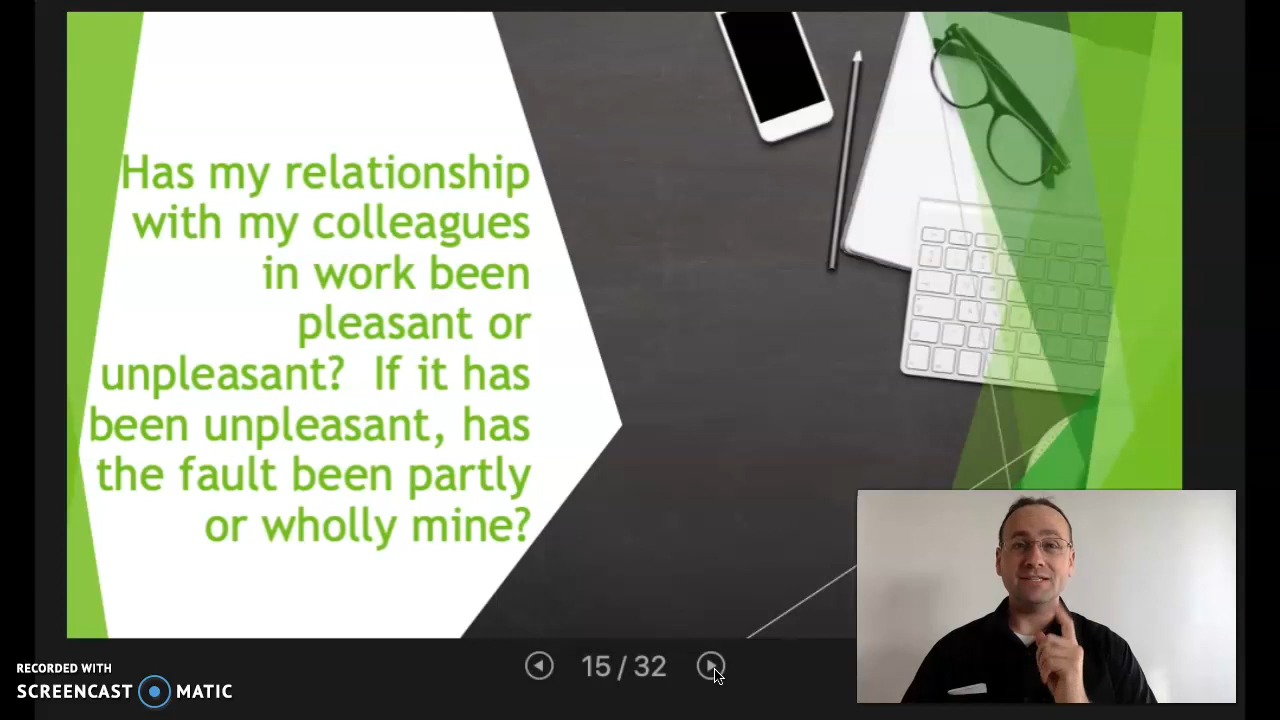 Has my relationship
with my colleagues
in work been
pleasant or
unpleasant? If it has
been unpleasant, has
the fault been partly
or wholly mine?
15 / 32
RECORDED WITH
SCREENCAST MATIC